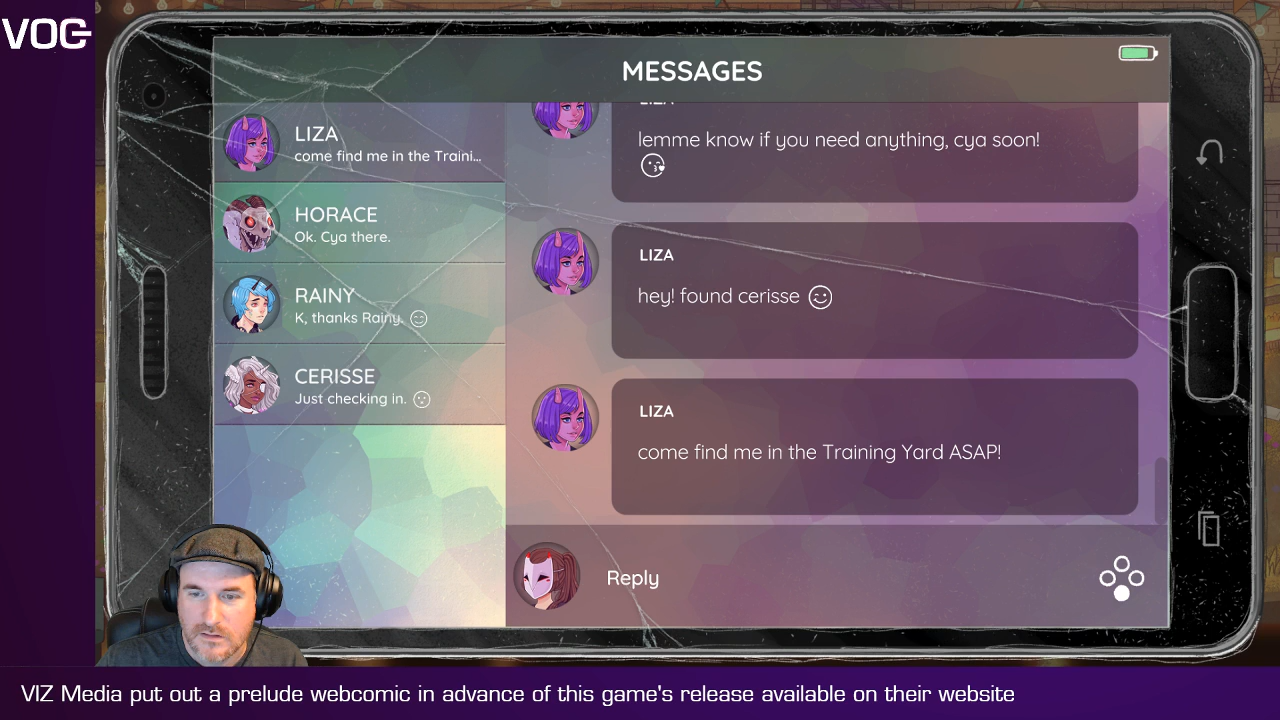 VOG
MESSAGES
LIZA
come find me in the Traini...
HORACE
Ok. Cya there.
RAINY
K, thanks Rainy.
CERISSE
Just checking in.
LIZA
lemme know if you need anything, cya soon!
LIZA
hey! found cerisse
LIZA
come find me in the Training Yard ASAP!
Reply
VIZ Media put out a prelude webcomic in advance of this game's release available on their website